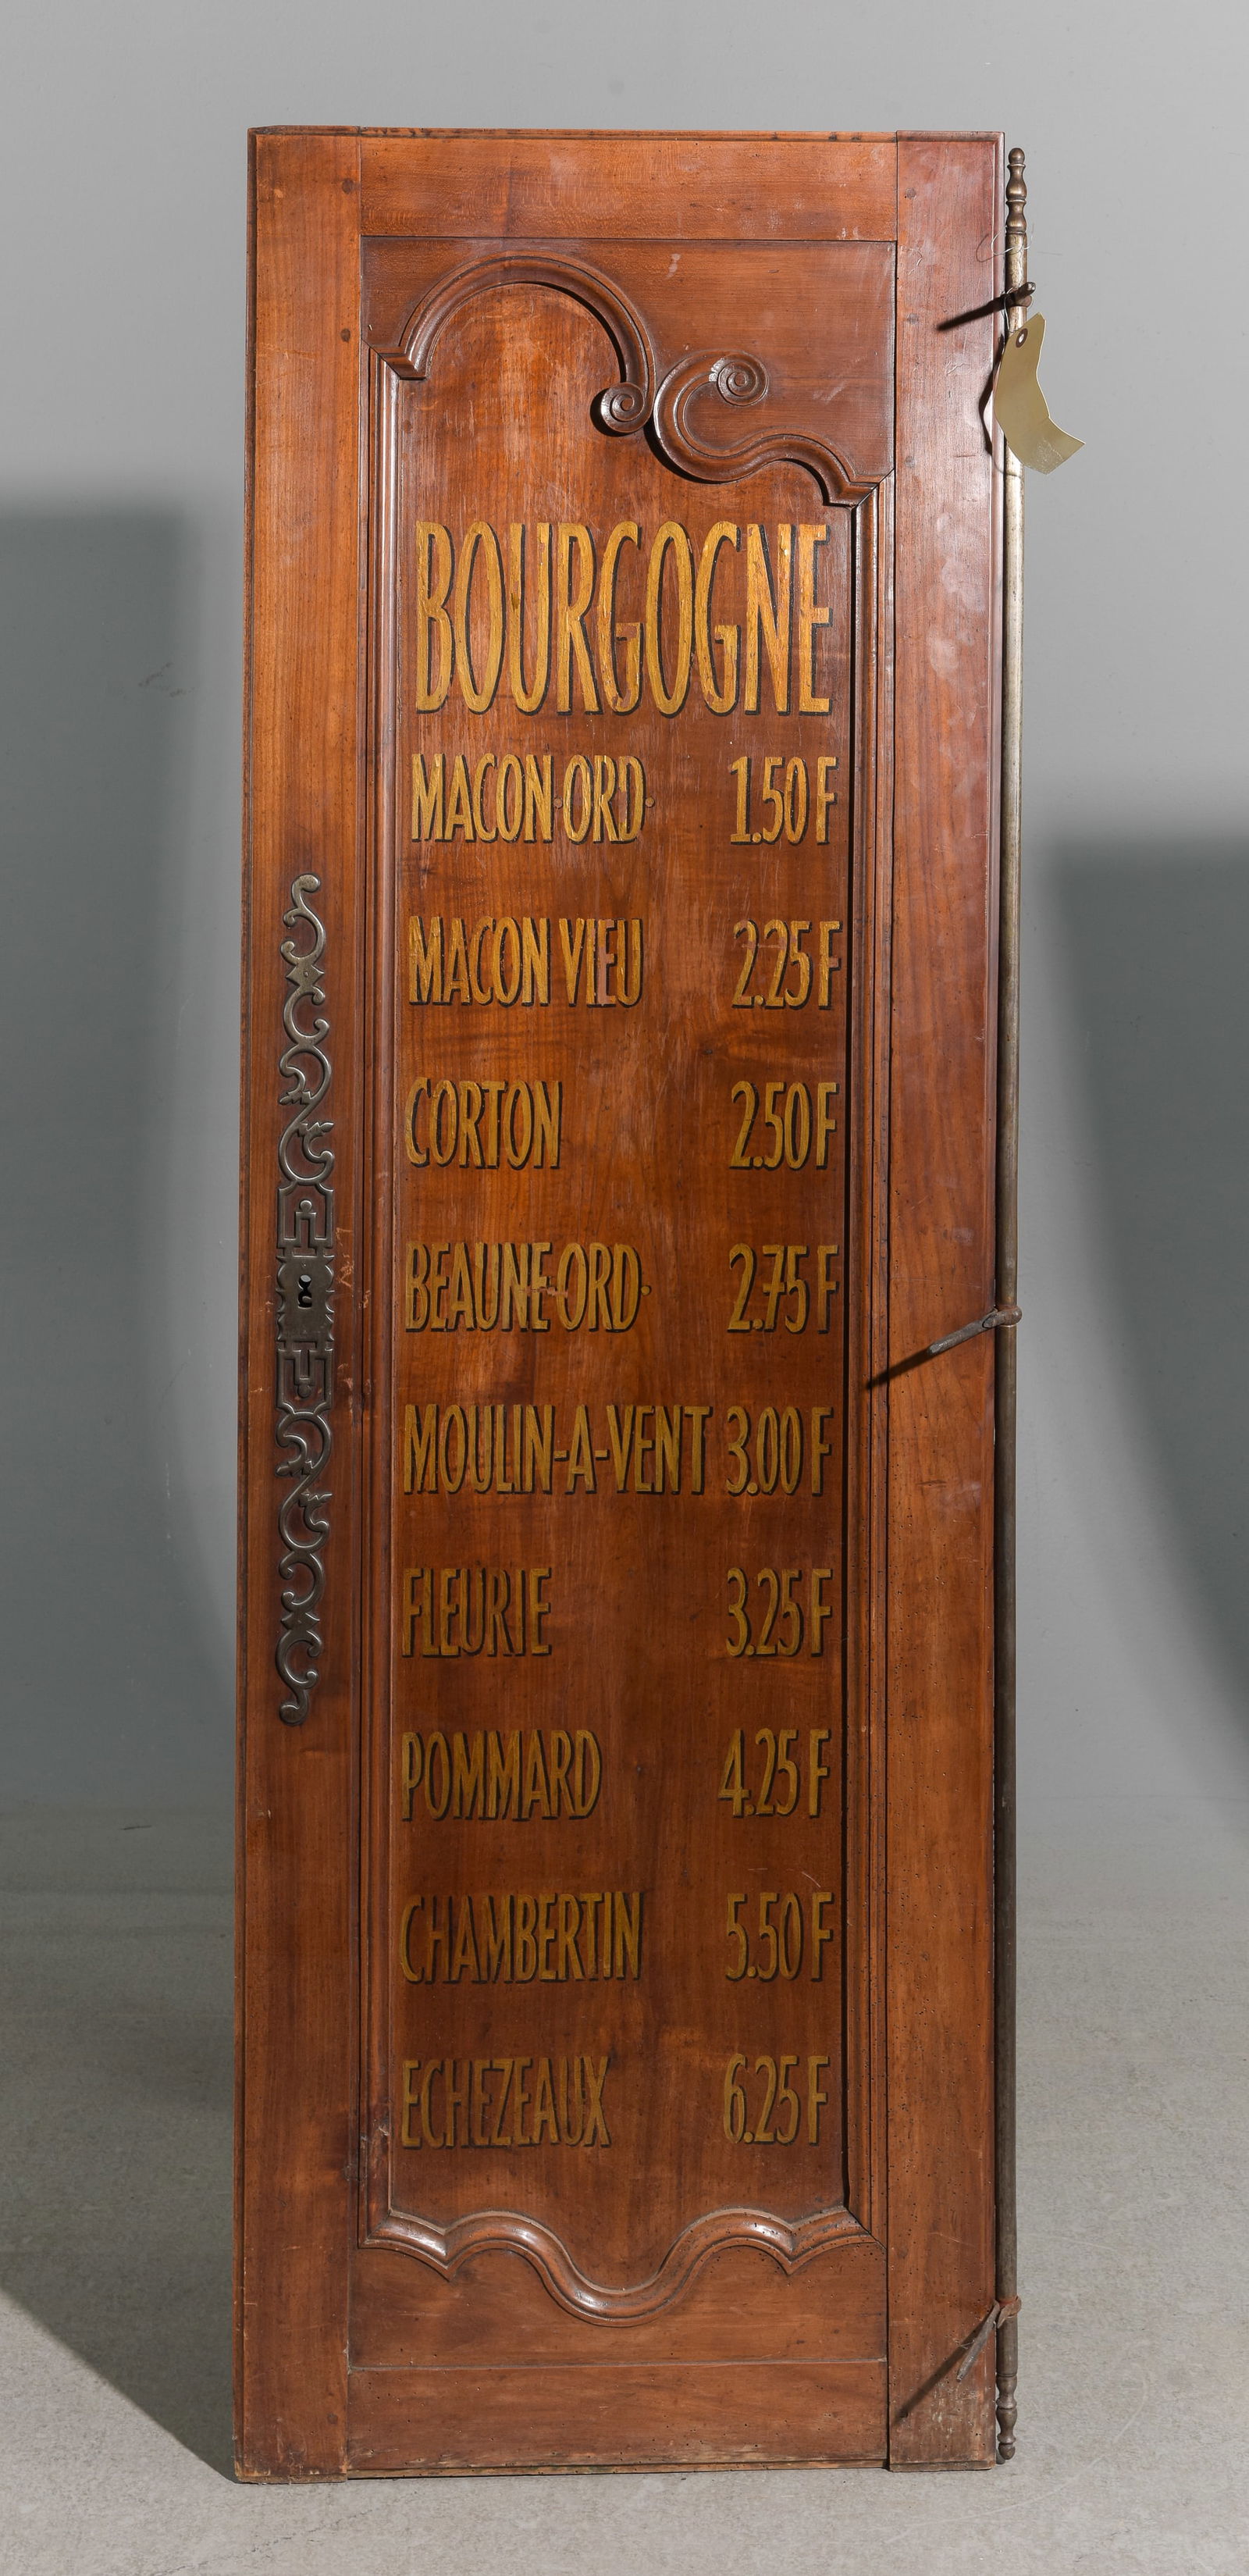 BOURGOGNE
MACON·ORD· 1.50 F
MACON VIEU 2.25 F
CORTON 2.50 F
BEAUNE·ORD· 2.75 F
MOULIN-A-VENT 3.00 F
FLEURIE 3.25 F
POMMARD 4.25 F
CHAMBERTIN 5.50 F
ECHEZEAUX 6.25 F